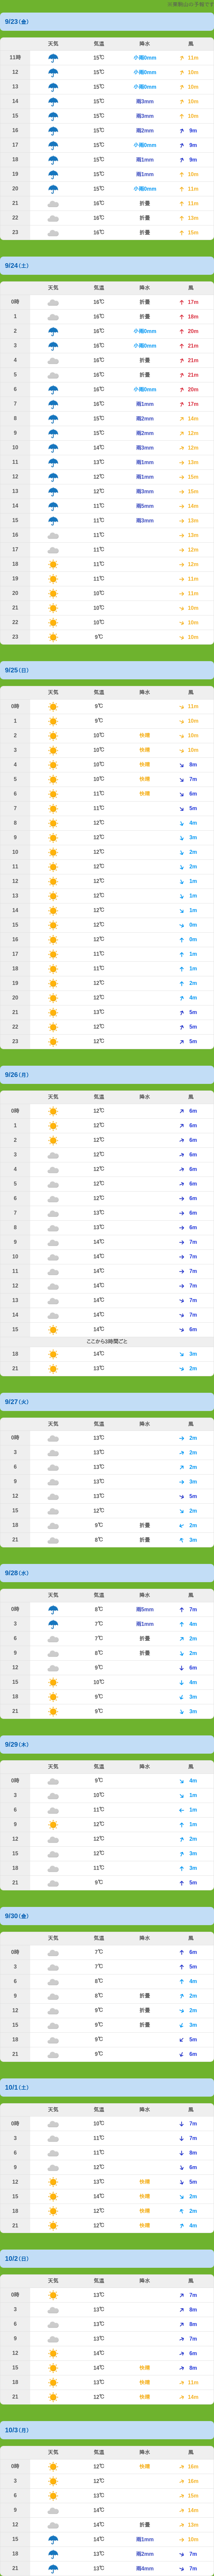 9/23(金)
天気 気温 降水 風
11時 15℃ 小雨0mm 11m
12 15℃ 小雨0mm 10m
13 15℃ 小雨0mm 10m
14 15℃ 雨3mm 10m
15 15℃ 雨3mm 10m
16 15℃ 雨2mm 9m
17 15℃ 小雨0mm 9m
18 15℃ 雨1mm 9m
19 15℃ 雨1mm 10m
20 15℃ 小雨0mm 11m
21 16℃ 折畳 11m
22 16℃ 折畳 13m
23 16℃ 折畳 15m
9/24(土)
天気 気温 降水 風
0時 16℃ 折畳 17m
1 16℃ 折畳 18m
2 16℃ 小雨0mm 20m
3 16℃ 小雨0mm 21m
4 16℃ 折畳 21m
5 16℃ 折畳 21m
6 16℃ 小雨0mm 20m
7 16℃ 雨1mm 17m
8 15℃ 雨2mm 14m
9 15℃ 雨2mm 12m
10 14℃ 雨3mm 12m
11 13℃ 雨1mm 13m
12 12℃ 雨1mm 15m
13 12℃ 雨3mm 15m
14 11℃ 雨5mm 14m
15 11℃ 雨3mm 13m
16 11℃ 13m
17 11℃ 12m
18 11℃ 12m
19 11℃ 11m
20 10℃ 11m
21 10℃ 10m
22 10℃ 10m
23 9℃ 10m
9/25(日)
天気 気温 降水 風
0時 9℃ 11m
1 9℃ 10m
2 10℃ 快晴 10m
3 10℃ 快晴 10m
4 10℃ 快晴 8m
5 10℃ 快晴 7m
6 11℃ 快晴 6m
7 11℃ 5m
8 12℃ 4m
9 12℃ 3m
10 12℃ 2m
11 12℃ 2m
12 12℃ 1m
13 12℃ 1m
14 12℃ 1m
15 12℃ 0m
16 12℃ 0m
17 11℃ 1m
18 11℃ 1m
19 12℃ 2m
20 12℃ 4m
21 13℃ 5m
22 12℃ 5m
23 12℃ 5m
9/26(月)
天気 気温 降水 風
0時 12℃ 6m
1 12℃ 6m
2 12℃ 6m
3 12℃ 6m
4 12℃ 6m
5 12℃ 6m
6 12℃ 6m
7 13℃ 6m
8 13℃ 6m
9 14℃ 7m
10 14℃ 7m
11 14℃ 7m
12 14℃ 7m
13 14℃ 7m
14 14℃ 7m
15 14℃ 6m
ここから3時間ごと
18 14℃ 3m
21 13℃ 2m
9/27(火)
天気 気温 降水 風
0時 13℃ 2m
3 13℃ 2m
6 13℃ 2m
9 13℃ 3m
12 13℃ 5m
15 12℃ 2m
18 9℃ 折畳 2m
21 8℃ 折畳 3m
9/28(水)
天気 気温 降水 風
0時 8℃ 雨5mm 7m
3 7℃ 雨1mm 4m
6 7℃ 折畳 2m
9 8℃ 折畳 2m
12 9℃ 6m
15 10℃ 4m
18 9℃ 3m
21 9℃ 3m
9/29(木)
天気 気温 降水 風
0時 9℃ 4m
3 10℃ 1m
6 11℃ 1m
9 12℃ 1m
12 12℃ 2m
15 12℃ 3m
18 11℃ 3m
21 9℃ 5m
9/30(金)
天気 気温 降水 風
0時 7℃ 6m
3 7℃ 5m
6 8℃ 4m
9 8℃ 折畳 2m
12 9℃ 折畳 2m
15 9℃ 折畳 3m
18 9℃ 5m
21 9℃ 6m
10/1(土)
天気 気温 降水 風
0時 10℃ 7m
3 11℃ 7m
6 11℃ 8m
9 12℃ 6m
12 13℃ 快晴 5m
15 14℃ 快晴 2m
18 12℃ 快晴 2m
21 12℃ 快晴 4m
10/2(日)
天気 気温 降水 風
0時 13℃ 7m
3 13℃ 8m
6 13℃ 8m
9 13℃ 7m
12 14℃ 6m
15 14℃ 快晴 8m
18 13℃ 快晴 11m
21 12℃ 快晴 14m
10/3(月)
天気 気温 降水 風
0時 12℃ 快晴 16m
3 12℃ 16m
6 13℃ 15m
9 14℃ 14m
12 14℃ 折畳 13m
15 14℃ 雨1mm 10m
18 13℃ 雨2mm 7m
21 13℃ 雨4mm 7m